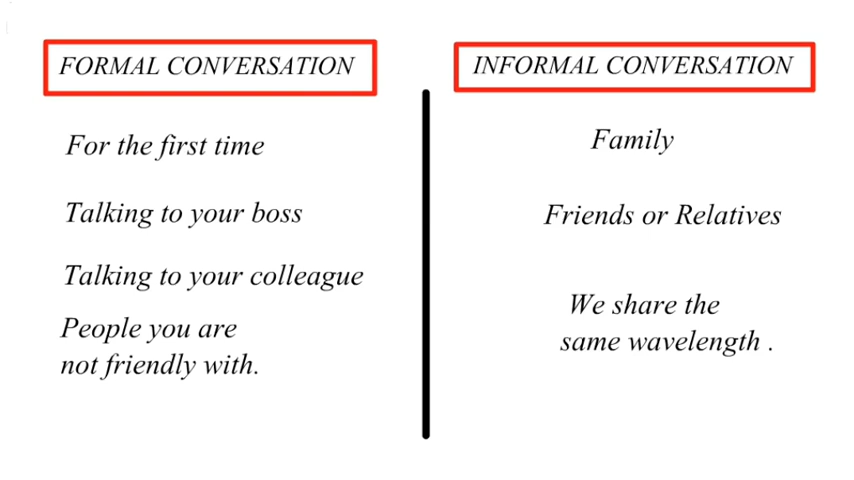 FORMAL CONVERSATION
For the first time
Talking to your boss
Talking to your colleague
People you are
not friendly with.
INFORMAL CONVERSATION
Family
Friends or Relatives
We share the
same wavelength .